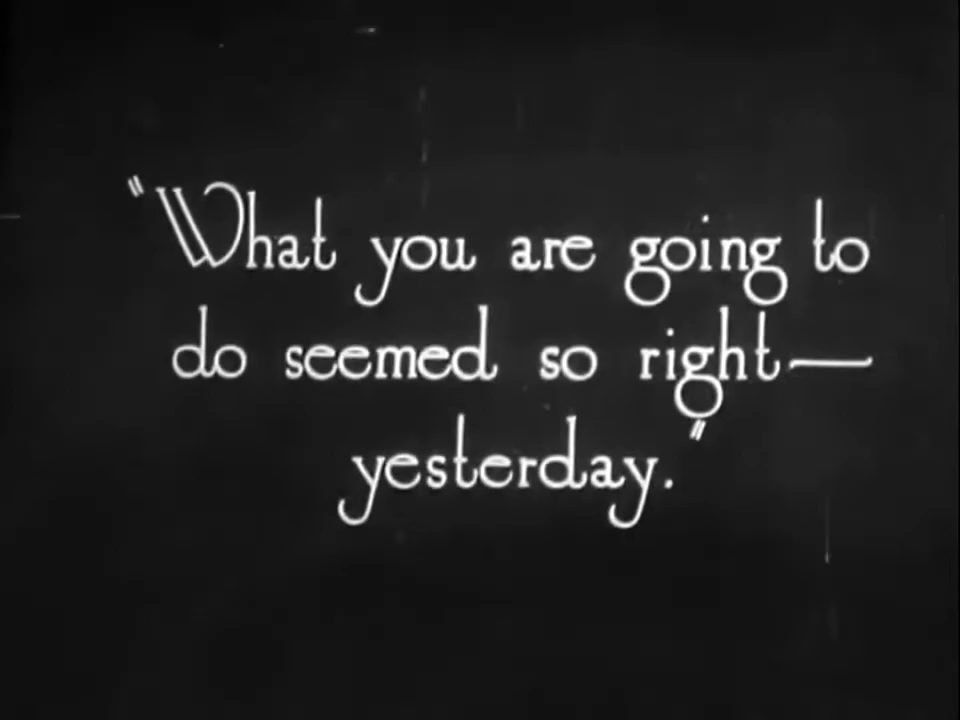 "What you are going to
do seemed so right—
yesterday."